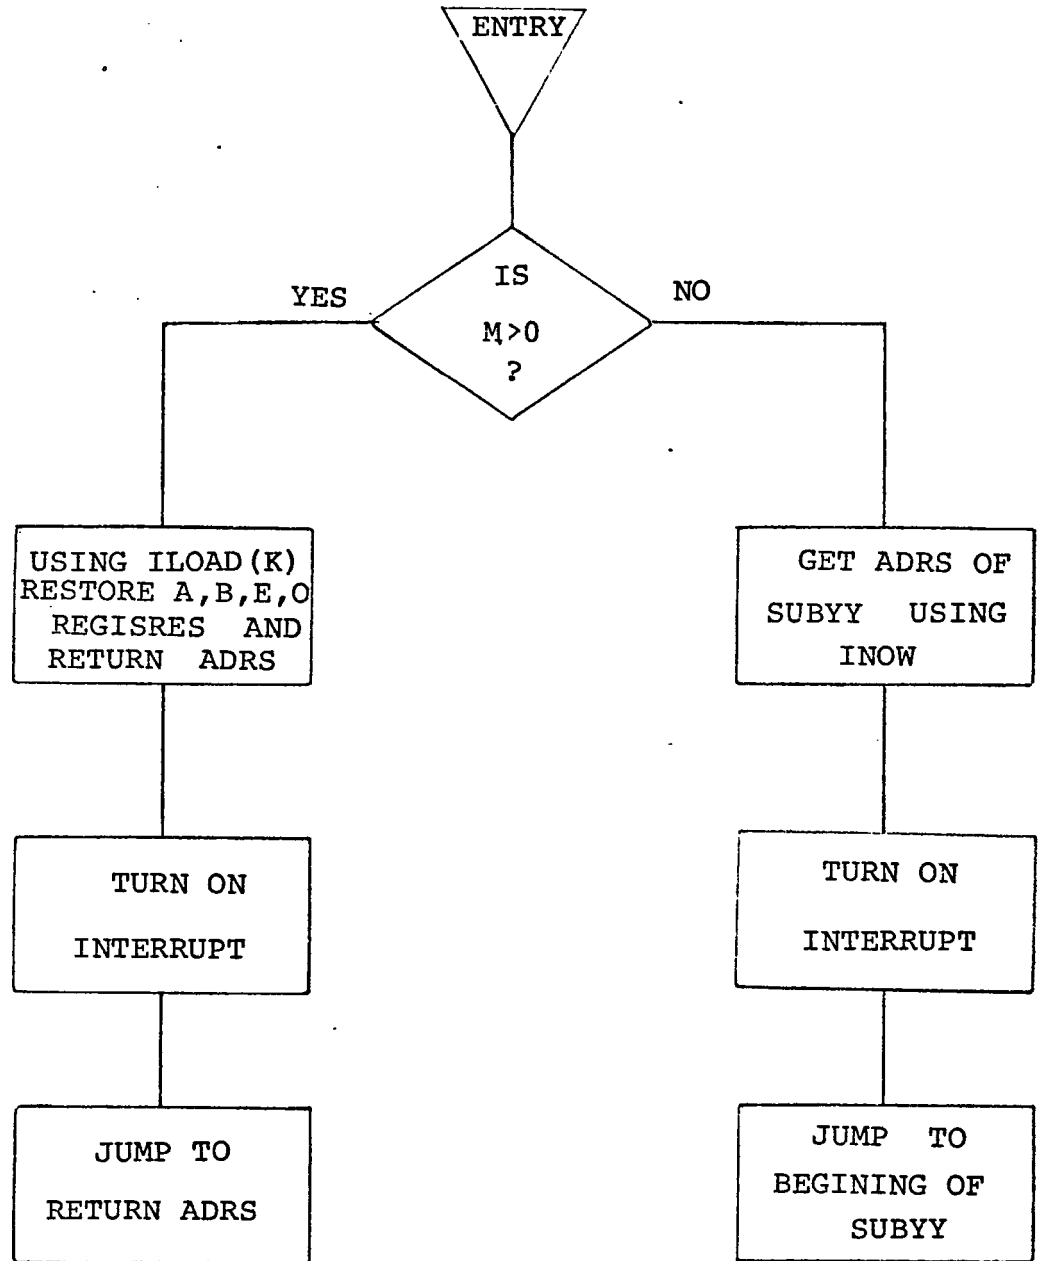 ENTRY
IS
M>0
?
YES
NO
USING ILOAD(K)
RESTORE A,B,E,O
REGISRES AND
RETURN ADRS
GET ADRS OF
SUBYY USING
INOW
TURN ON
INTERRUPT
TURN ON
INTERRUPT
JUMP TO
RETURN ADRS
JUMP TO
BEGINING OF
SUBYY